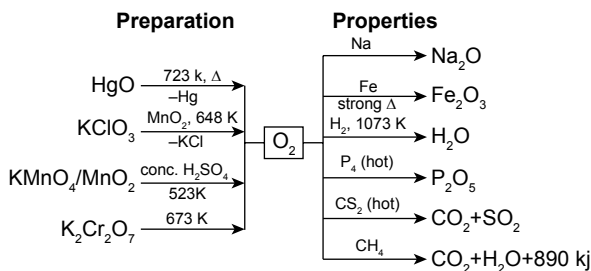 Preparation Properties
HgO 723 k, Δ –Hg
KClO₃ MnO₂, 648 K –KCl
KMnO₄/MnO₂ conc. H₂SO₄ 523K
K₂Cr₂O₇ 673 K
O₂
Na Na₂O
Fe strong Δ Fe₂O₃
H₂, 1073 K H₂O
P₄ (hot) P₂O₅
CS₂ (hot) CO₂+SO₂
CH₄ CO₂+H₂O+890 kj